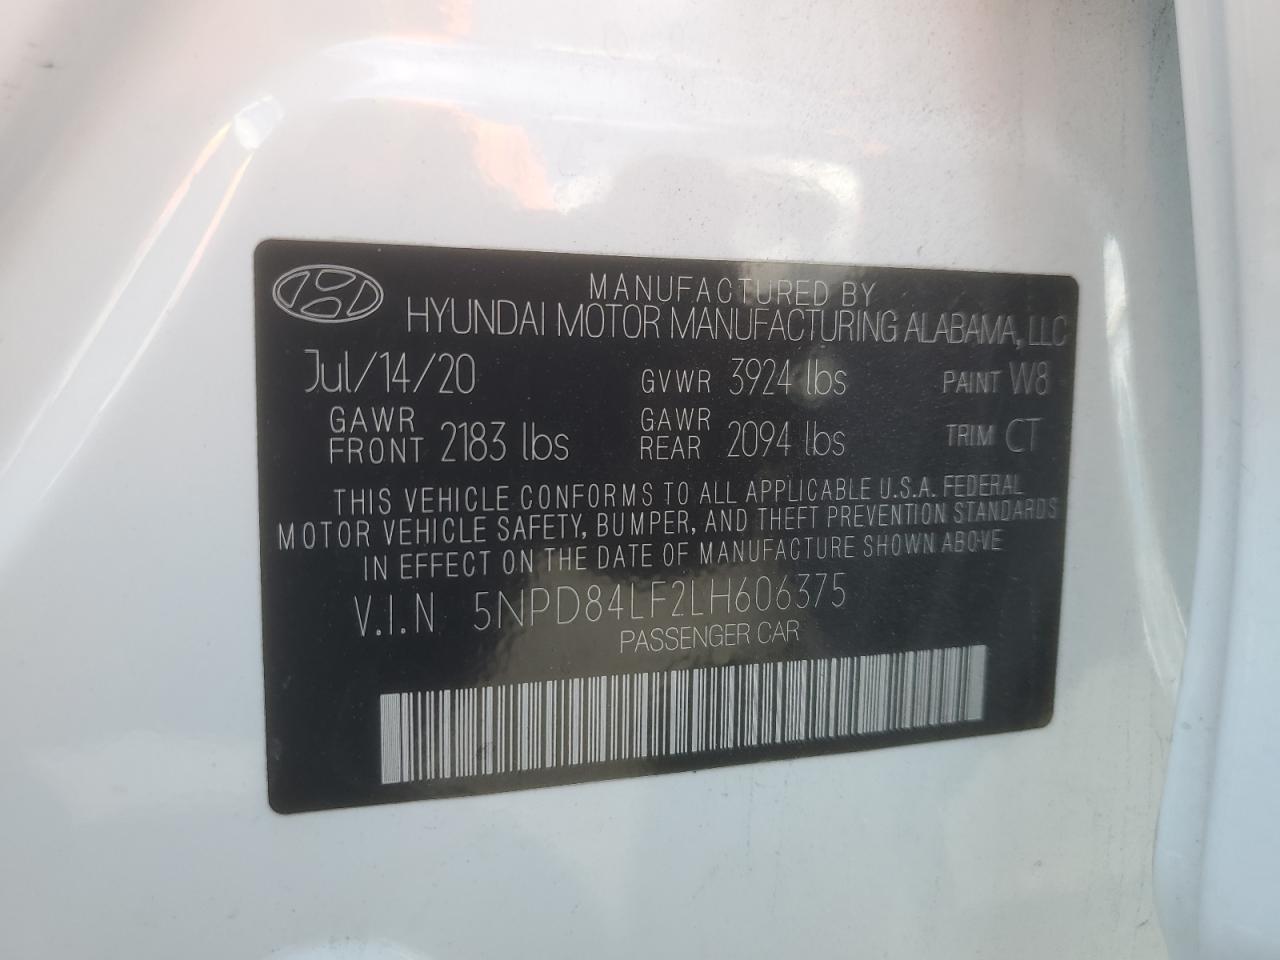 MANUFACTURED BY
HYUNDAI MOTOR MANUFACTURING ALABAMA, LLC
Jul/14/20 GVWR 3924 lbs PAINT W8
GAWR FRONT 2183 lbs GAWR REAR 2094 lbs TRIM CT
THIS VEHICLE CONFORMS TO ALL APPLICABLE U.S.A. FEDERAL
MOTOR VEHICLE SAFETY, BUMPER, AND THEFT PREVENTION STANDARDS
IN EFFECT ON THE DATE OF MANUFACTURE SHOWN ABOVE
V.I.N 5NPD84LF2LH606375
PASSENGER CAR